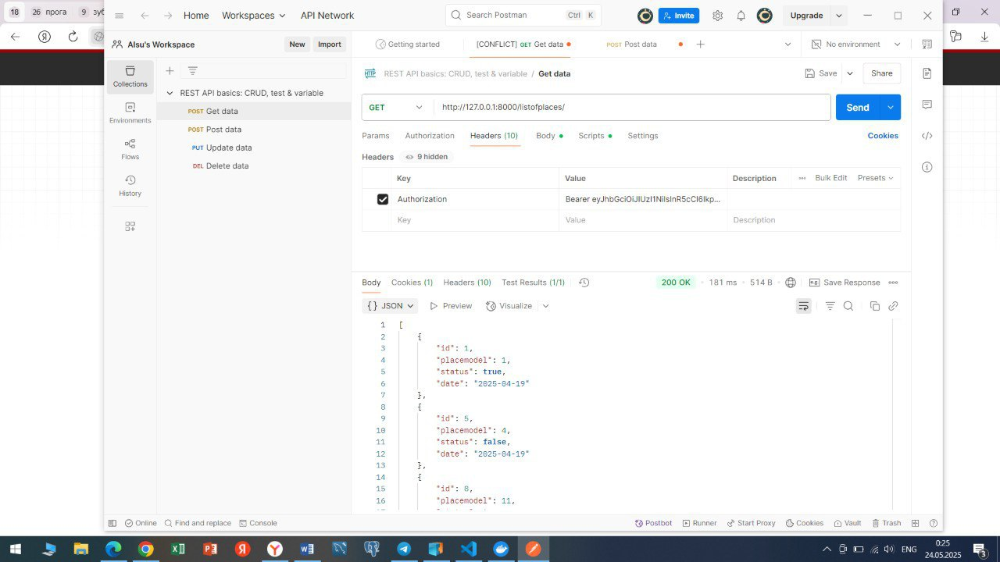 18
26 npora
9
Home
Workspaces
API Network
Search Postman
Ctrl
K
Invite
Upgrade
Alsu's Workspace
New
Import
Getting started
[CONFLICT] GET Get data
POST Post data
No environment
Collections
Environments
Flows
History
REST API basics: CRUD, test & variable
POST Get data
POST Post data
PUT Update data
DEL Delete data
HTTP
REST API basics: CRUD, test & variable / Get data
Save
Share
GET
http://127.0.0.1:8000/listofplaces/
Send
Params
Authorization
Headers (10)
Body
Scripts
Settings
Cookies
Headers
9 hidden
Key
Value
Description
Bulk Edit
Presets
Authorization
Bearer eyJhbGciOiJIUzI1NiIsInR5cCI6Ikp...
Key
Value
Description
Body
Cookies (1)
Headers (10)
Test Results (1/1)
200 OK
181 ms
514 B
Save Response
{} JSON
Preview
Visualize
1 [
2 {
3 "id": 1,
4 "placemodel": 1,
5 "status": true,
6 "date": "2025-04-19"
7 },
8 {
9 "id": 5,
10 "placemodel": 4,
11 "status": false,
12 "date": "2025-04-19"
13 },
14 {
15 "id": 8,
16 "placemodel": 11,
Online
Find and replace
Console
Postbot
Runner
Start Proxy
Cookies
Vault
Trash
ENG
0:25
24.05.2025
3